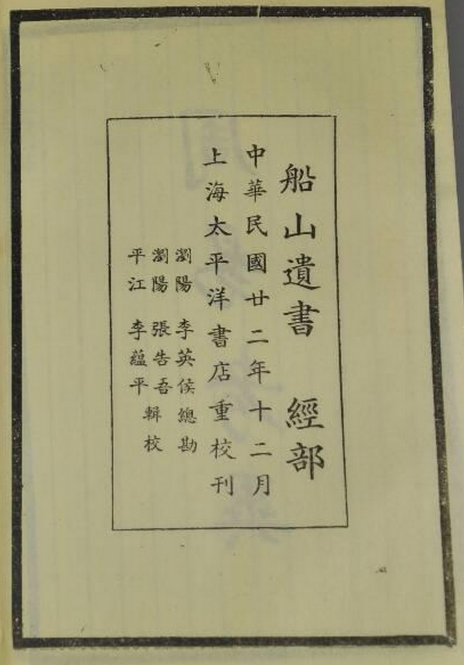 船山遺書　經部
中華民國廿二年十二月
上海太平洋書店重校刊
瀏陽　李英侯總勘
瀏陽　張告吾
平江　李蘊平
輯校